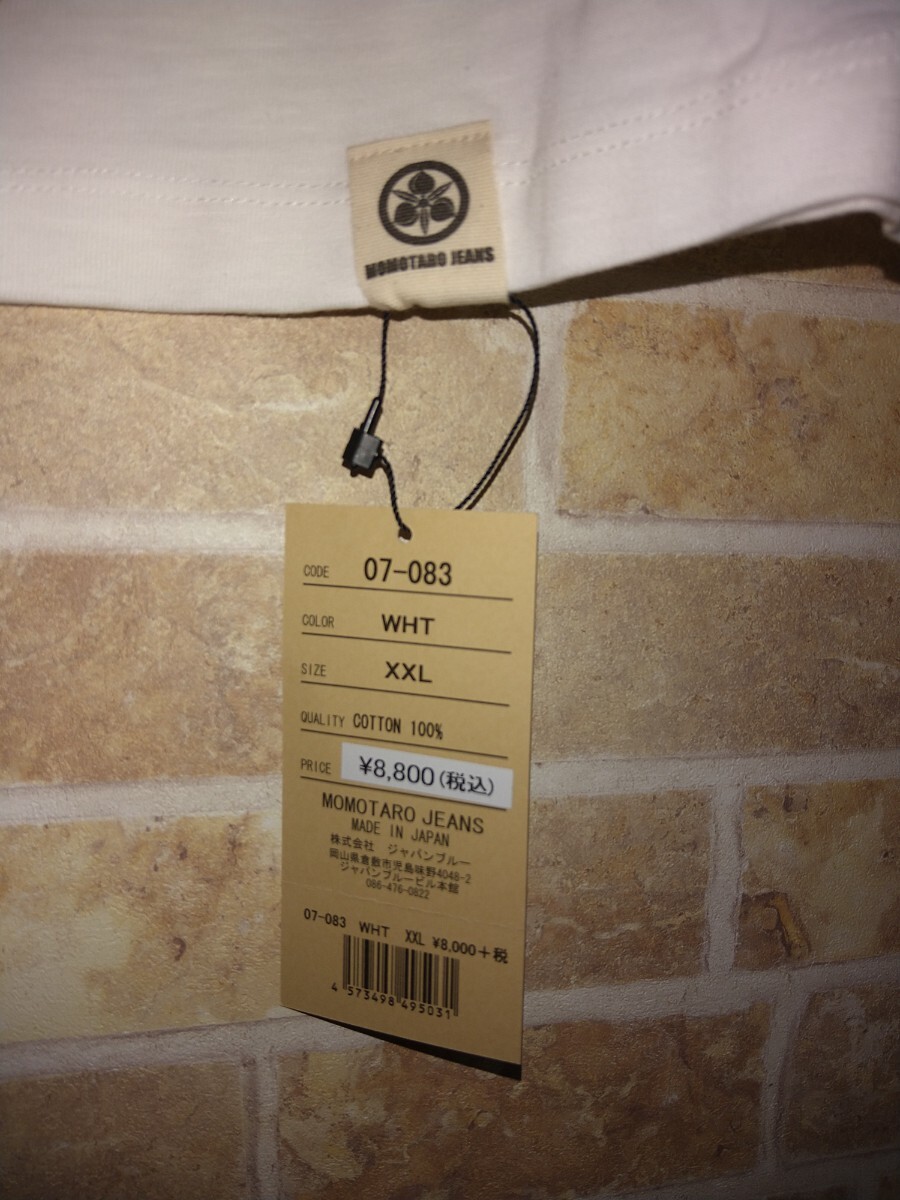 MOMOTARO JEANS
CODE 07-083
COLOR WHT
SIZE XXL
QUALITY COTTON 100%
PRICE ¥8,800(税込)
MOMOTARO JEANS
MADE IN JAPAN
株式会社 ジャパンブルー
岡山県倉敷市児島味野4048-2
ジャパンブルービル本館
086-476-0822
07-083 WHT XXL ¥8,000+税
4 573498 495031